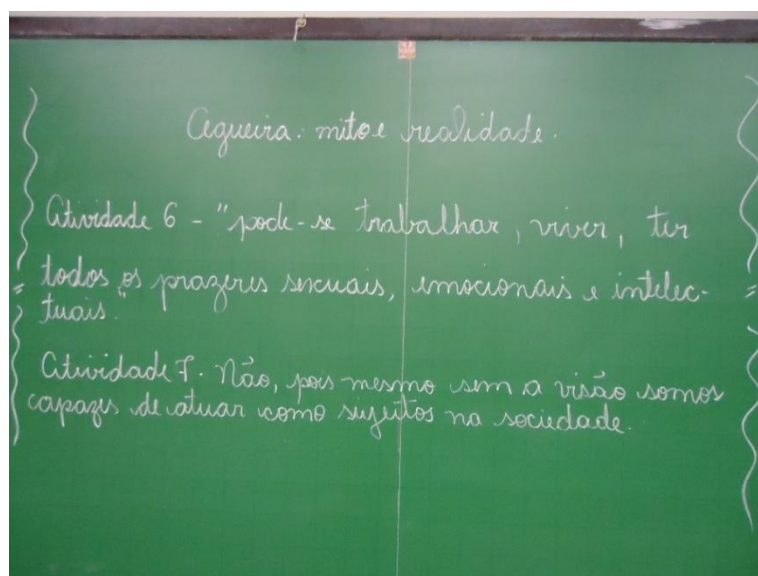 Cegueira: mito e realidade.
Atividade 6 - "pode-se trabalhar, viver, ter
todos os prazeres sexuais, emocionais e intelec-
tuais."
Atividade 7. Não, pois mesmo sem a visão somos
capazes de atuar como sujeitos na sociedade.